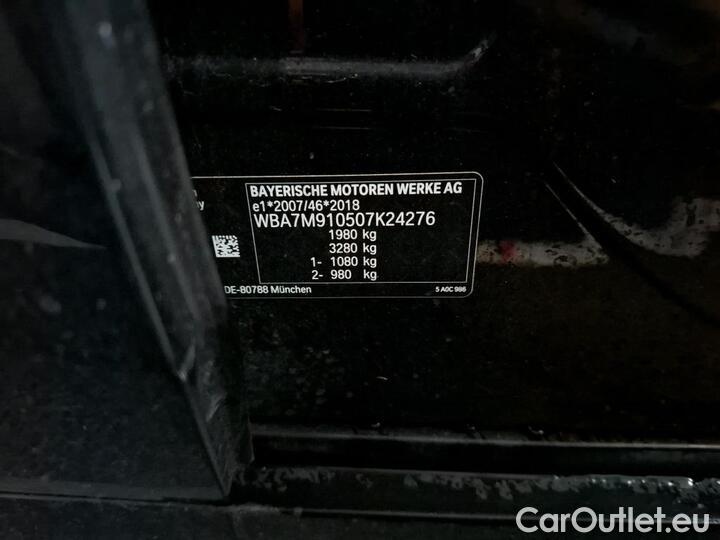 BAYERISCHE MOTOREN WERKE AG
e1*2007/46*2018
WBA7M910507K24276
1980 kg
3280 kg
1- 1080 kg
2- 980 kg
DE-80788 München
5 A0C 986
CarOutlet.eu